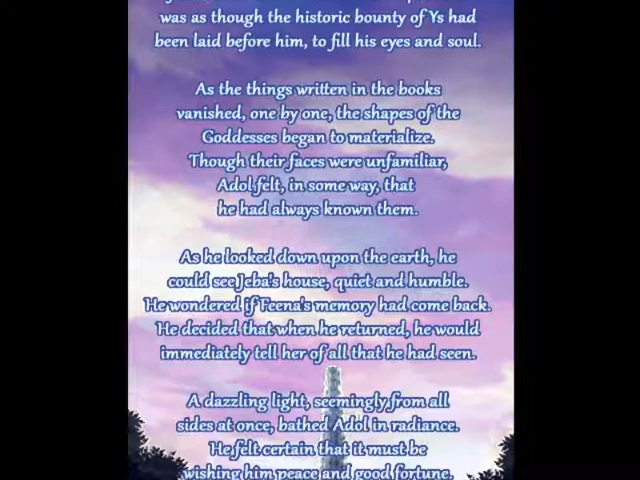 was as though the historic bounty of Ys had
been laid before him, to fill his eyes and soul.
As the things written in the books
vanished, one by one, the shapes of the
Goddesses began to materialize.
Though their faces were unfamiliar,
Adol felt, in some way, that
he had always known them.
As he looked down upon the earth, he
could see Jeba's house, quiet and humble.
He wondered if Feena's memory had come back.
He decided that when he returned, he would
immediately tell her of all that he had seen.
A dazzling light, seemingly from all
sides at once, bathed Adol in radiance.
He felt certain that it must be
wishing him peace and good fortune.